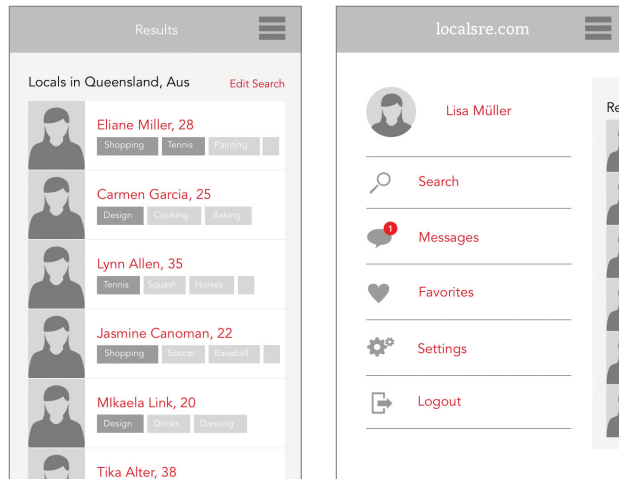 Results
Locals in Queensland, Aus Edit Search
Eliane Miller, 28
Shopping Tennis Painting ...
Carmen Garcia, 25
Design Cooking Baking
Lynn Allen, 35
Tennis Squash Horses ...
Jasmine Canoman, 22
Shopping Soccer Baseball ...
MIkaela Link, 20
Design Drinks Dancing
Tika Alter, 38
localsre.com
Lisa Müller
Search
1
Messages
Favorites
Settings
Logout
Re